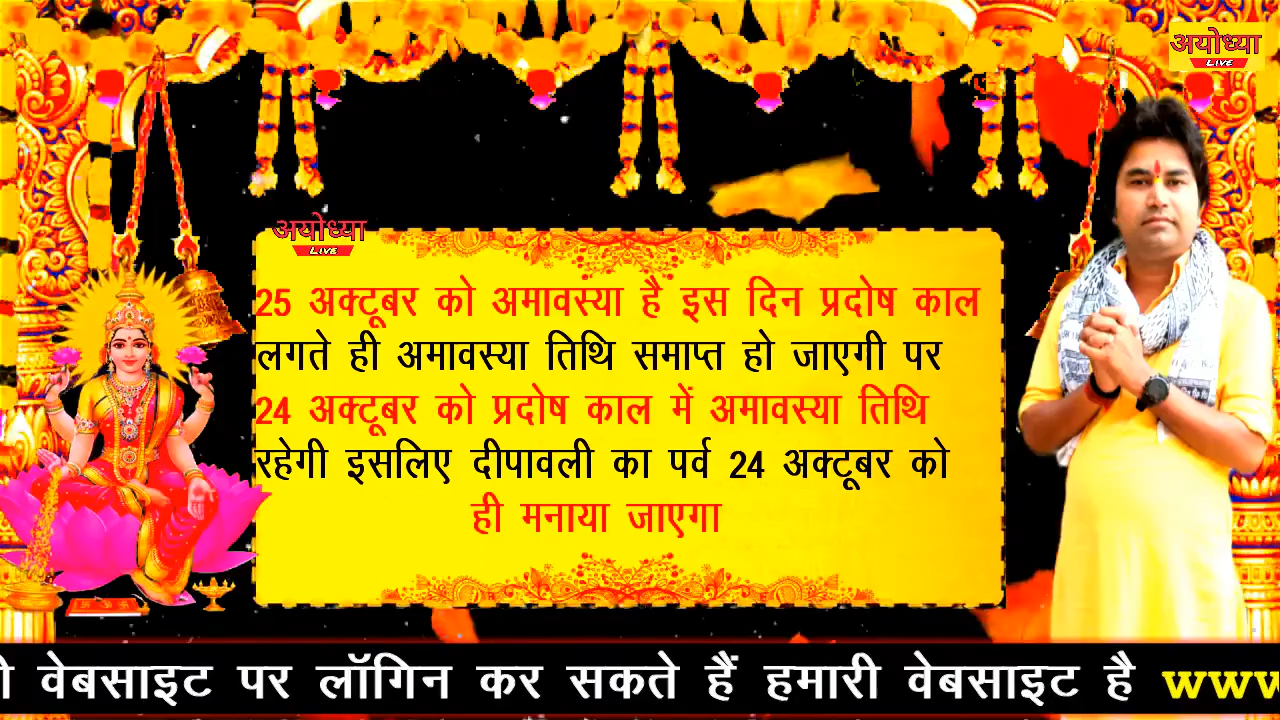 अयोध्या
LIVE
अयोध्या
LIVE
25 अक्टूबर को अमावस्या है इस दिन प्रदोष काल
लगते ही अमावस्या तिथि समाप्त हो जाएगी पर
24 अक्टूबर को प्रदोष काल में अमावस्या तिथि
रहेगी इसलिए दीपावली का पर्व 24 अक्टूबर को
ही मनाया जाएगा
वेबसाइट पर लॉगिन कर सकते हैं हमारी वेबसाइट है www